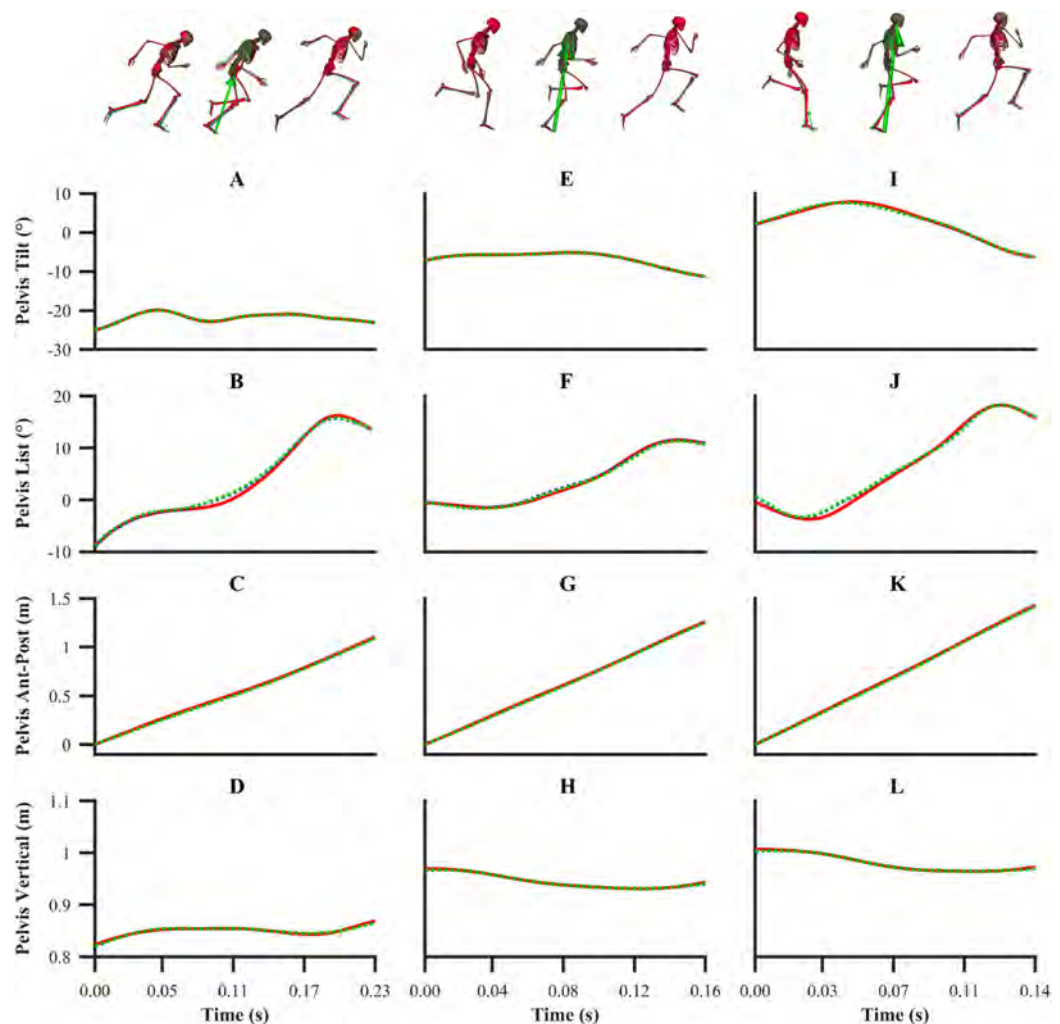 A E I
Pelvis Tilt (°)
10
0
-10
-20
-30
B F J
Pelvis List (°)
20
10
0
-10
C G K
Pelvis Ant-Post (m)
1.5
1
0.5
0
D H L
Pelvis Vertical (m)
1.1
1
0.9
0.8
0.00 0.05 0.11 0.17 0.23 0.00 0.04 0.08 0.12 0.16 0.00 0.03 0.07 0.11 0.14
Time (s) Time (s) Time (s)